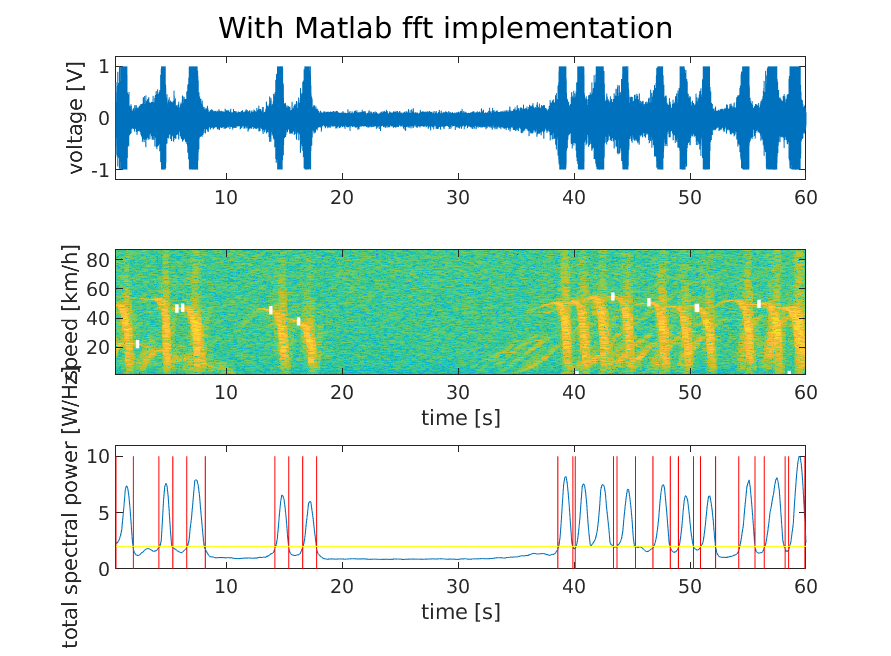 With Matlab fft implementation
voltage [V]
1
0
-1
10 20 30 40 50 60
speed [km/h]
80
60
40
20
10 20 30 40 50 60
time [s]
total spectral power [W/Hz]
10
5
0
10 20 30 40 50 60
time [s]